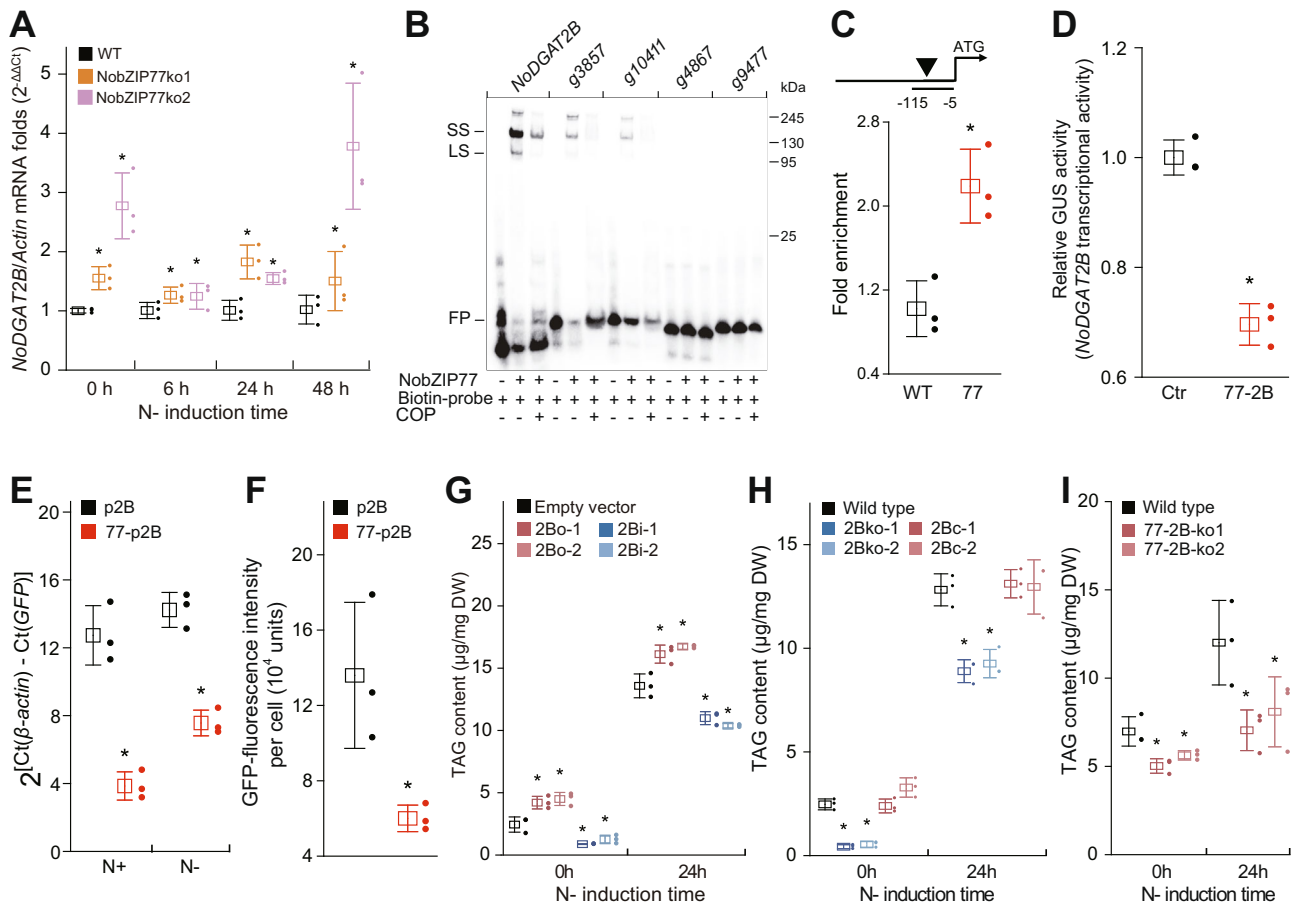 A
NoDGAT2B/Actin mRNA folds (2-ΔΔCt)
WT
NobZIP77ko1
NobZIP77ko2
5
4
3
2
1
0
* * * * * * * *
0 h 6 h 24 h 48 h
N- induction time
B
NoDGAT2B g3857 g10411 g4867 g9477
kDa
SS
LS
FP
245
130
95
25
NobZIP77 - + + - + + - + + - + + - + +
Biotin-probe + + + + + + + + + + + + + + +
COP - - + - - + - - + - - + - - +
C
ATG
-115 -5
Fold enrichment
2.8
2.0
1.2
0.4
*
WT 77
D
Relative GUS activity
(NoDGAT2B transcriptional activity)
1.0
0.8
0.6
*
Ctr 77-2B
E
p2B
77-p2B
2[Ct(β-actin) - Ct(GFP)]
20
16
12
8
4
0
* *
N+ N-
F
p2B
77-p2B
GFP-fluorescence intensity
per cell (10⁴ units)
16
12
8
4
*
G
Empty vector
2Bo-1 2Bi-1
2Bo-2 2Bi-2
TAG content (µg/mg DW)
25
20
15
10
5
0
* * * * * * * *
0h 24h
N- induction time
H
Wild type
2Bko-1 2Bc-1
2Bko-2 2Bc-2
TAG content (µg/mg DW)
15
10
5
0
* * * *
0h 24h
N- induction time
I
Wild type
77-2B-ko1
77-2B-ko2
TAG content (µg/mg DW)
20
15
10
5
0
* * * *
0h 24h
N- induction time